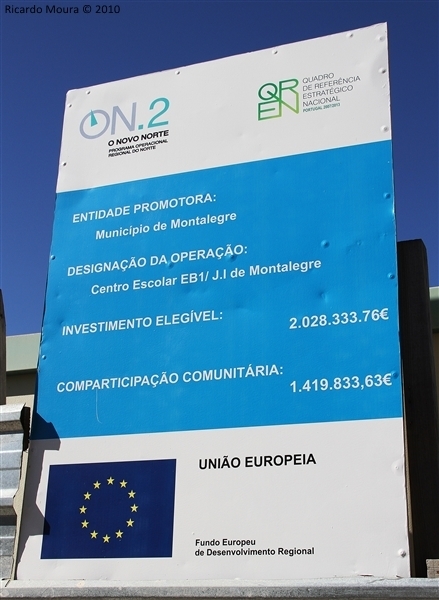 Ricardo Moura © 2010
ON.2
O NOVO NORTE
PROGRAMA OPERACIONAL
REGIONAL DO NORTE
QR
EN
QUADRO
DE REFERÊNCIA
ESTRATÉGICO
NACIONAL
PORTUGAL 2007/2013
ENTIDADE PROMOTORA:
Município de Montalegre
DESIGNAÇÃO DA OPERAÇÃO:
Centro Escolar EB1/ J.I de Montalegre
INVESTIMENTO ELEGÍVEL:
2.028.333.76€
COMPARTICIPAÇÃO COMUNITÁRIA:
1.419.833,63€
UNIÃO EUROPEIA
Fundo Europeu
de Desenvolvimento Regional